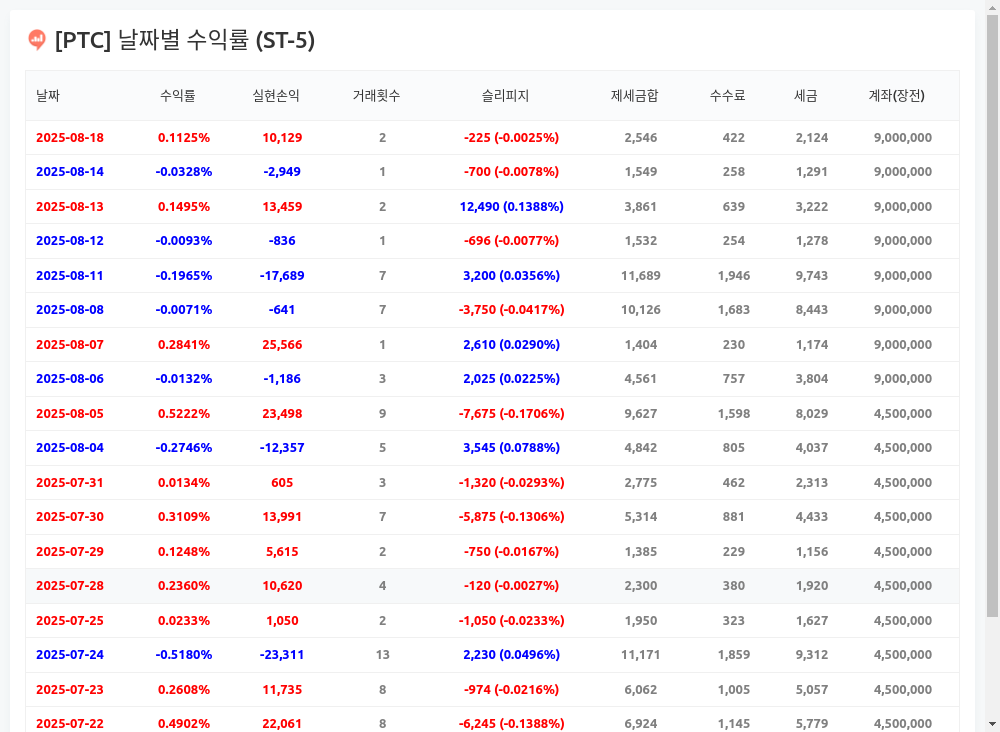 [PTC] 날짜별 수익률 (ST-5)
날짜 수익률 실현손익 거래횟수 슬리피지 제세금합 수수료 세금 계좌(장전)
2025-08-18 0.1125% 10,129 2 -225 (-0.0025%) 2,546 422 2,124 9,000,000
2025-08-14 -0.0328% -2,949 1 -700 (-0.0078%) 1,549 258 1,291 9,000,000
2025-08-13 0.1495% 13,459 2 12,490 (0.1388%) 3,861 639 3,222 9,000,000
2025-08-12 -0.0093% -836 1 -696 (-0.0077%) 1,532 254 1,278 9,000,000
2025-08-11 -0.1965% -17,689 7 3,200 (0.0356%) 11,689 1,946 9,743 9,000,000
2025-08-08 -0.0071% -641 7 -3,750 (-0.0417%) 10,126 1,683 8,443 9,000,000
2025-08-07 0.2841% 25,566 1 2,610 (0.0290%) 1,404 230 1,174 9,000,000
2025-08-06 -0.0132% -1,186 3 2,025 (0.0225%) 4,561 757 3,804 9,000,000
2025-08-05 0.5222% 23,498 9 -7,675 (-0.1706%) 9,627 1,598 8,029 4,500,000
2025-08-04 -0.2746% -12,357 5 3,545 (0.0788%) 4,842 805 4,037 4,500,000
2025-07-31 0.0134% 605 3 -1,320 (-0.0293%) 2,775 462 2,313 4,500,000
2025-07-30 0.3109% 13,991 7 -5,875 (-0.1306%) 5,314 881 4,433 4,500,000
2025-07-29 0.1248% 5,615 2 -750 (-0.0167%) 1,385 229 1,156 4,500,000
2025-07-28 0.2360% 10,620 4 -120 (-0.0027%) 2,300 380 1,920 4,500,000
2025-07-25 0.0233% 1,050 2 -1,050 (-0.0233%) 1,950 323 1,627 4,500,000
2025-07-24 -0.5180% -23,311 13 2,230 (0.0496%) 11,171 1,859 9,312 4,500,000
2025-07-23 0.2608% 11,735 8 -974 (-0.0216%) 6,062 1,005 5,057 4,500,000
2025-07-22 0.4902% 22,061 8 -6,245 (-0.1388%) 6,924 1,145 5,779 4,500,000